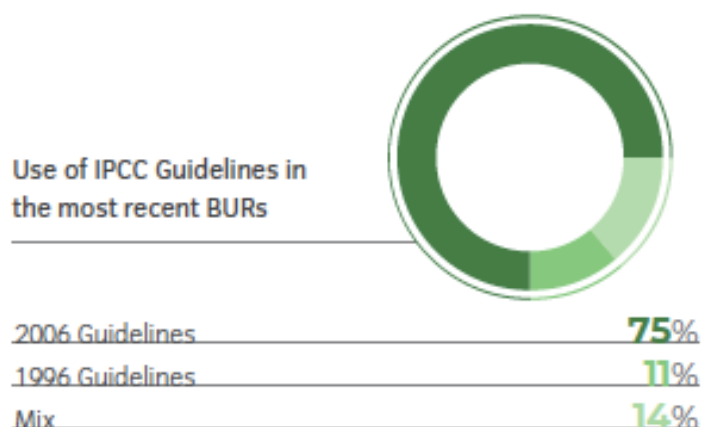 Use of IPCC Guidelines in
the most recent BURs
2006 Guidelines 75%
1996 Guidelines 11%
Mix 14%